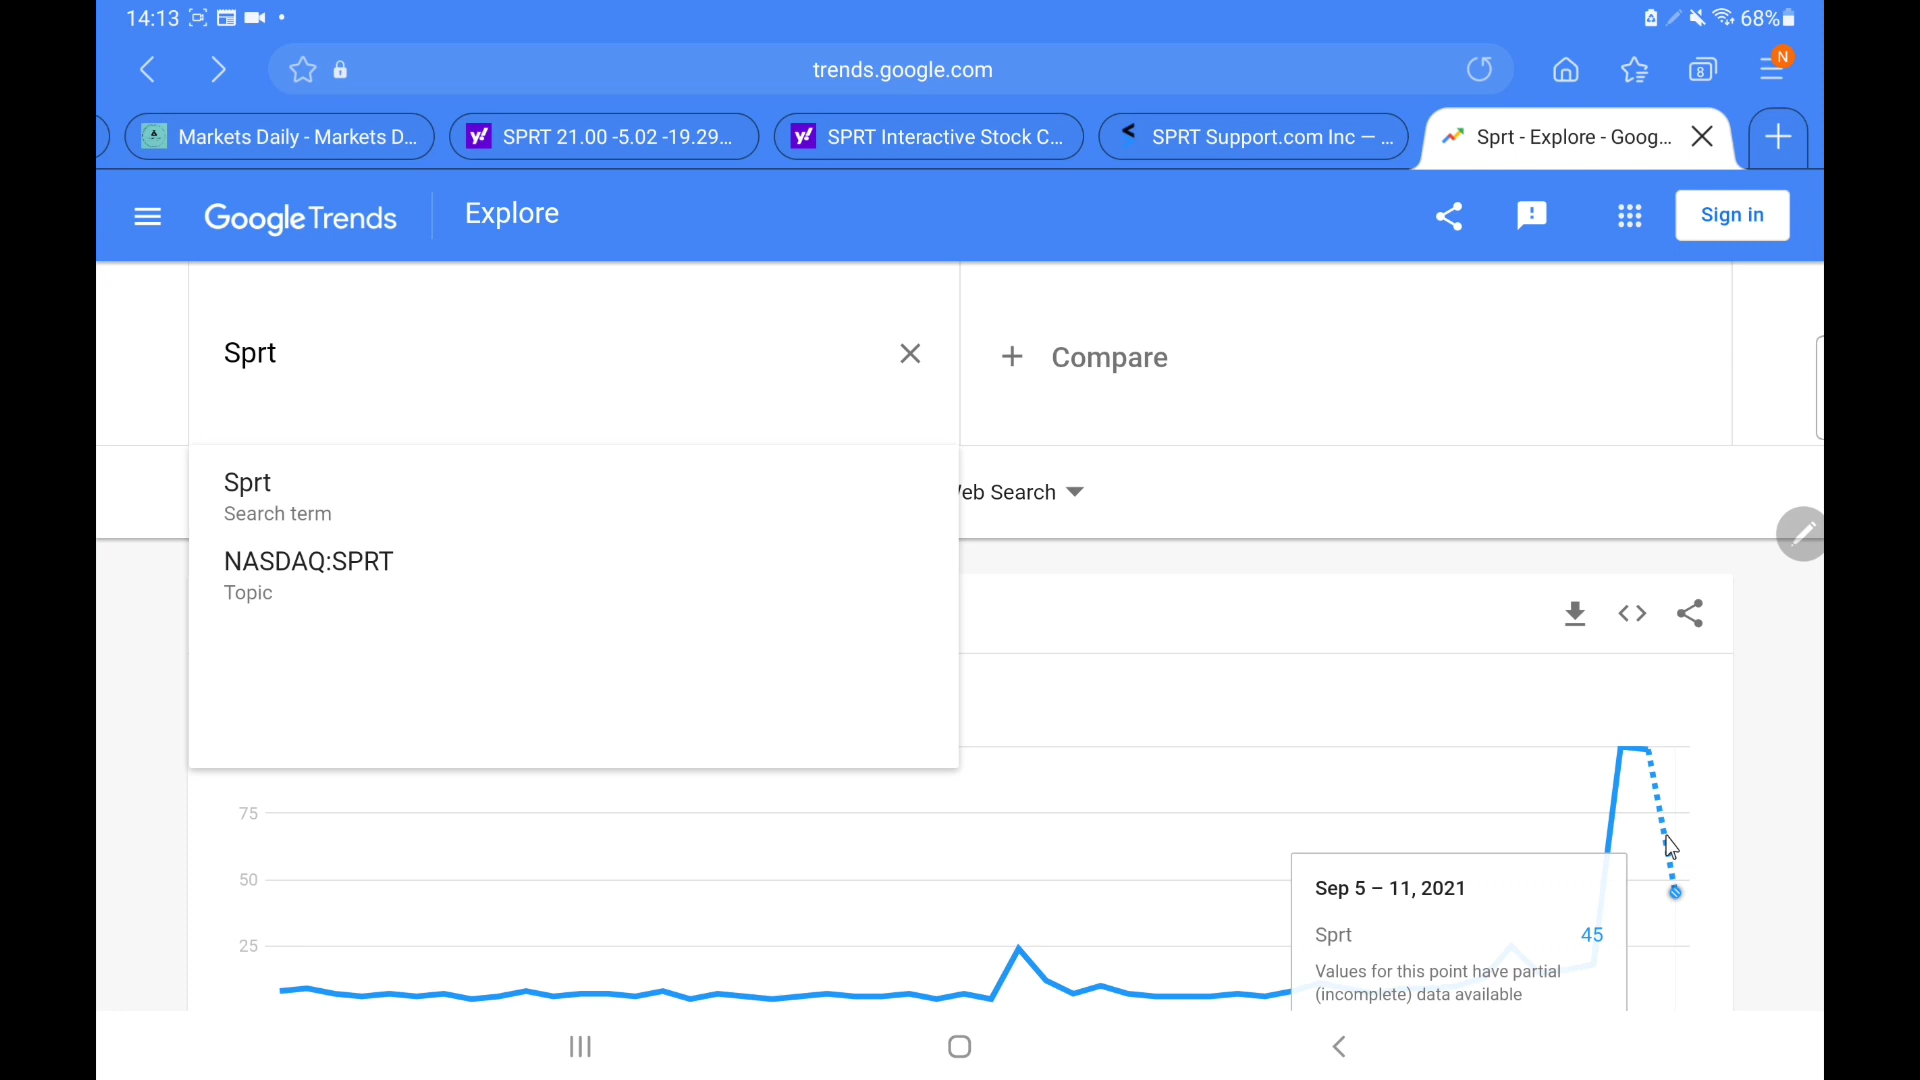 14:13
68%
trends.google.com
8
N
Markets Daily - Markets D...
SPRT 21.00 -5.02 -19.29...
SPRT Interactive Stock C...
SPRT Support.com Inc — ...
Sprt - Explore - Goog...
Google Trends
Explore
Sign in
Sprt
+ Compare
Sprt
Search term
NASDAQ:SPRT
Topic
eb Search
75
50
25
Sep 5 – 11, 2021
Sprt 45
Values for this point have partial
(incomplete) data available